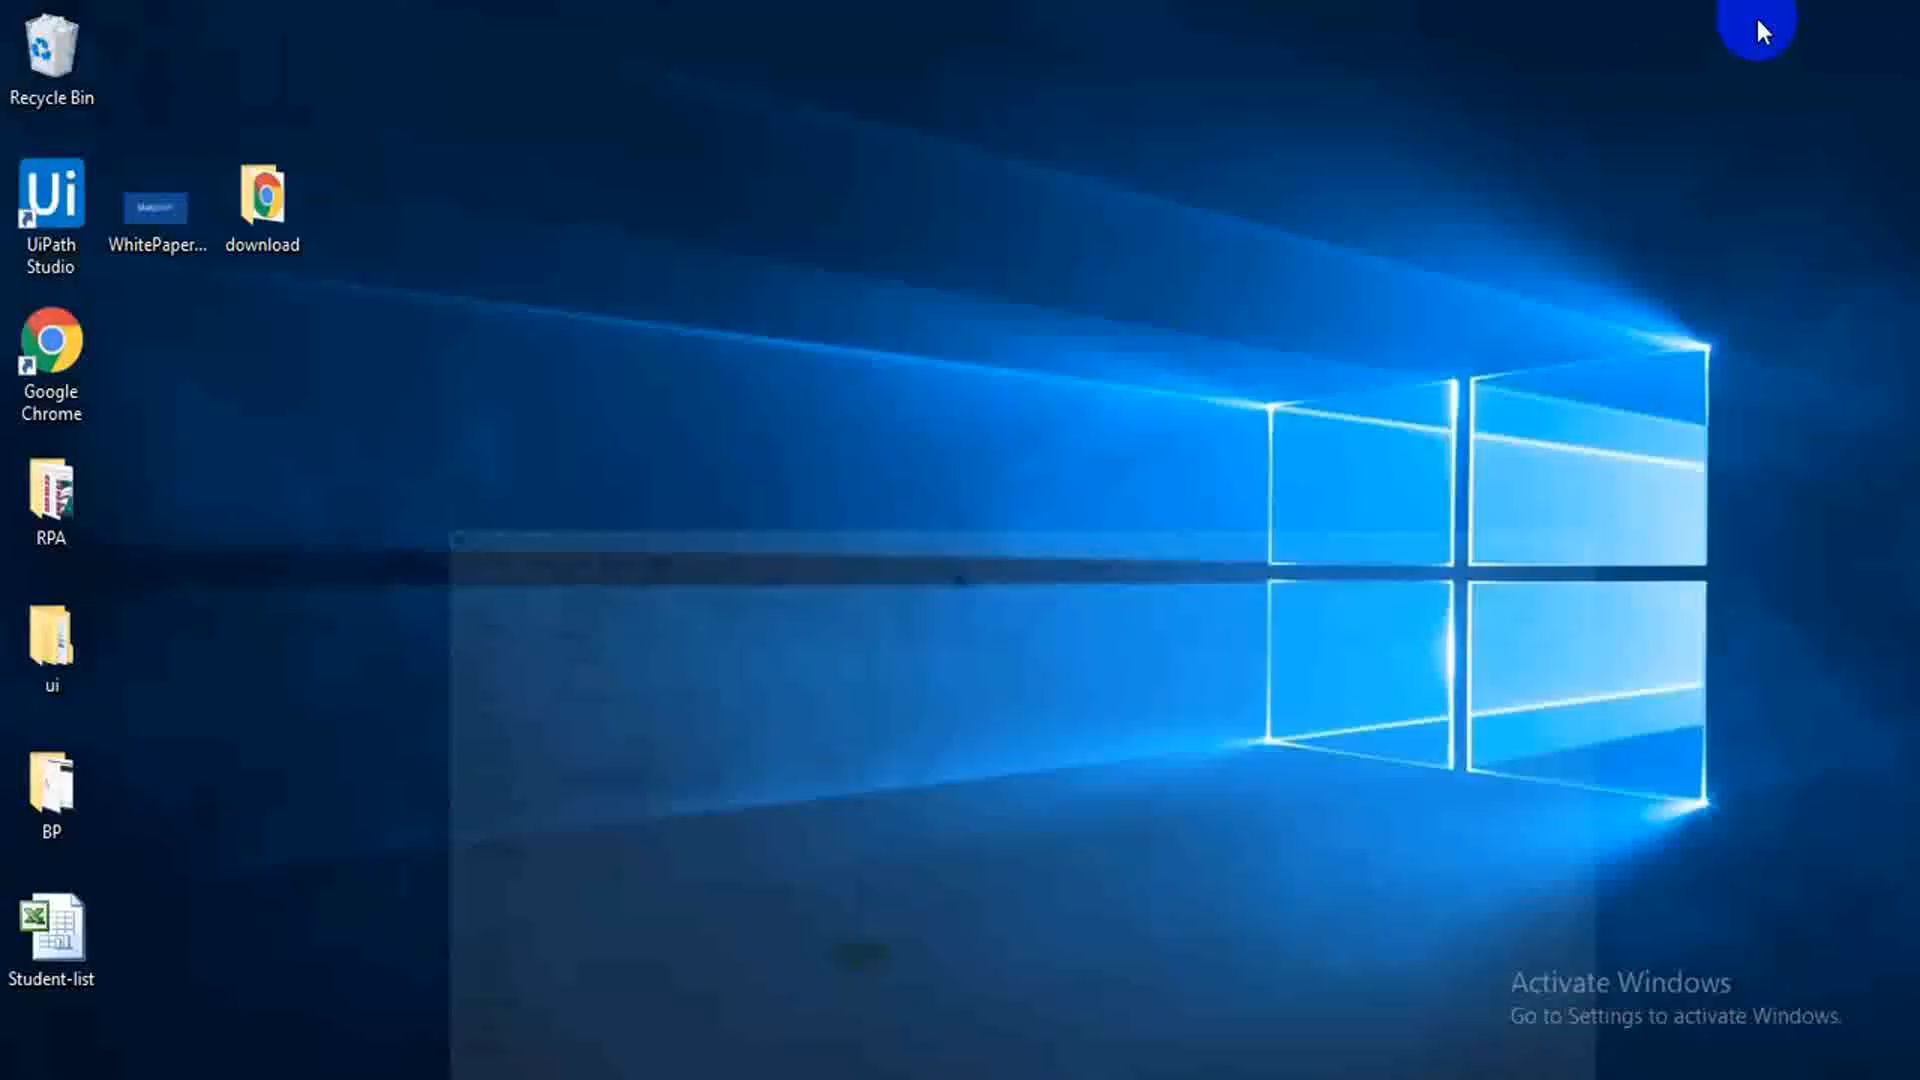 Recycle Bin
Ui
UiPath
Studio
WhitePaper...
download
Google
Chrome
RPA
ui
BP
Student-list
Activate Windows
Go to Settings to activate Windows.